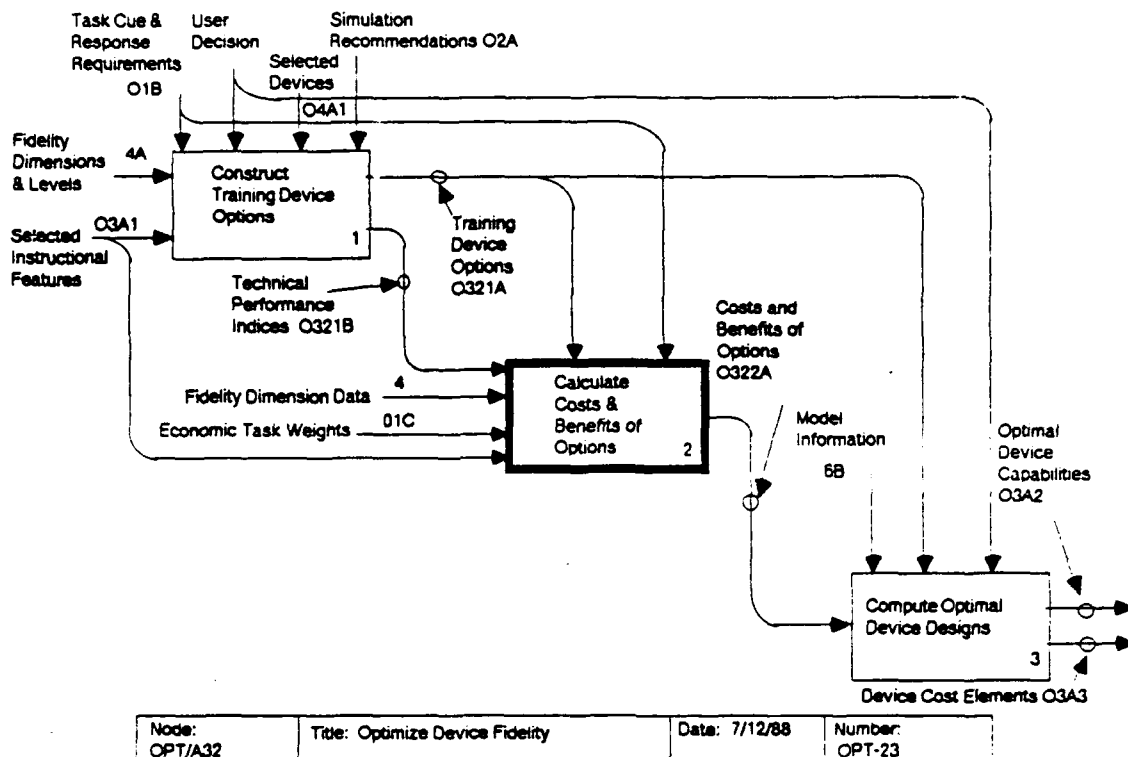 Task Cue &
Response
Requirements
O1B
User
Decision
Selected
Devices
O4A1
Simulation
Recommendations O2A
Fidelity
Dimensions
& Levels
4A
Selected
Instructional
Features
O3A1
Construct
Training Device
Options
1
Training
Device
Options
O321A
Technical
Performance
Indices O321B
Fidelity Dimension Data
4
Economic Task Weights
01C
Calculate
Costs &
Benefits of
Options
2
Costs and
Benefits of
Options
O322A
Model
Information
6B
Optimal
Device
Capabilities
O3A2
Compute Optimal
Device Designs
3
Device Cost Elements O3A3
Node:
OPT/A32
Title: Optimize Device Fidelity
Date: 7/12/88
Number:
OPT-23